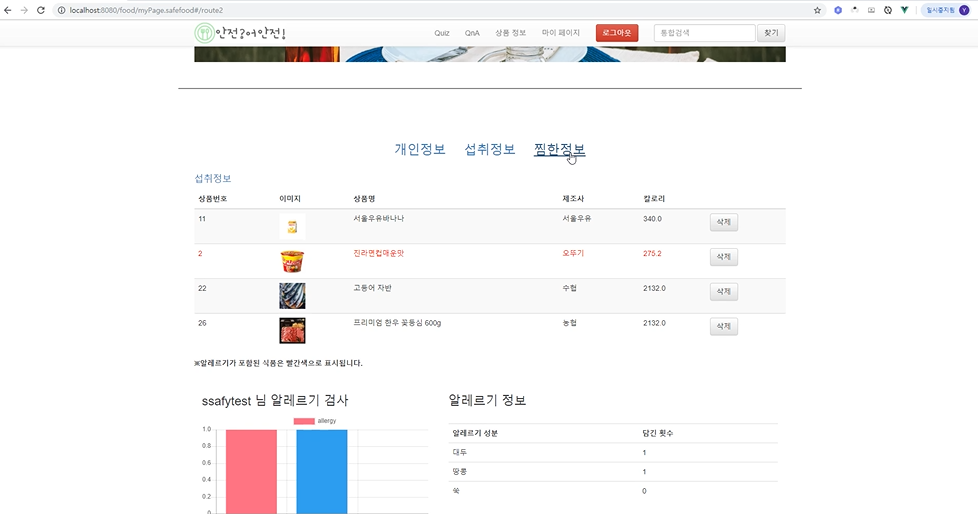 localhost:8080/food/myPage.safefood#/route2
일시중지됨 Y
안전?어안전!
Quiz QnA 상품 정보 마이 페이지 로그아웃 통합검색 찾기
개인정보 섭취정보 찜한정보
섭취정보
상품번호 이미지 상품명 제조사 칼로리
11 서울우유바나나 서울우유 340.0 삭제
2 진라면컵매운맛 오뚜기 275.2 삭제
22 고등어 자반 수협 2132.0 삭제
26 프리미엄 한우 꽃등심 600g 농협 2132.0 삭제
※알레르기가 포함된 식품은 빨간색으로 표시됩니다.
ssafytest 님 알레르기 검사
allergy
1.0
0.8
0.6
0.4
0.2
0
알레르기 정보
알레르기 성분 담긴 횟수
대두 1
땅콩 1
쑥 0